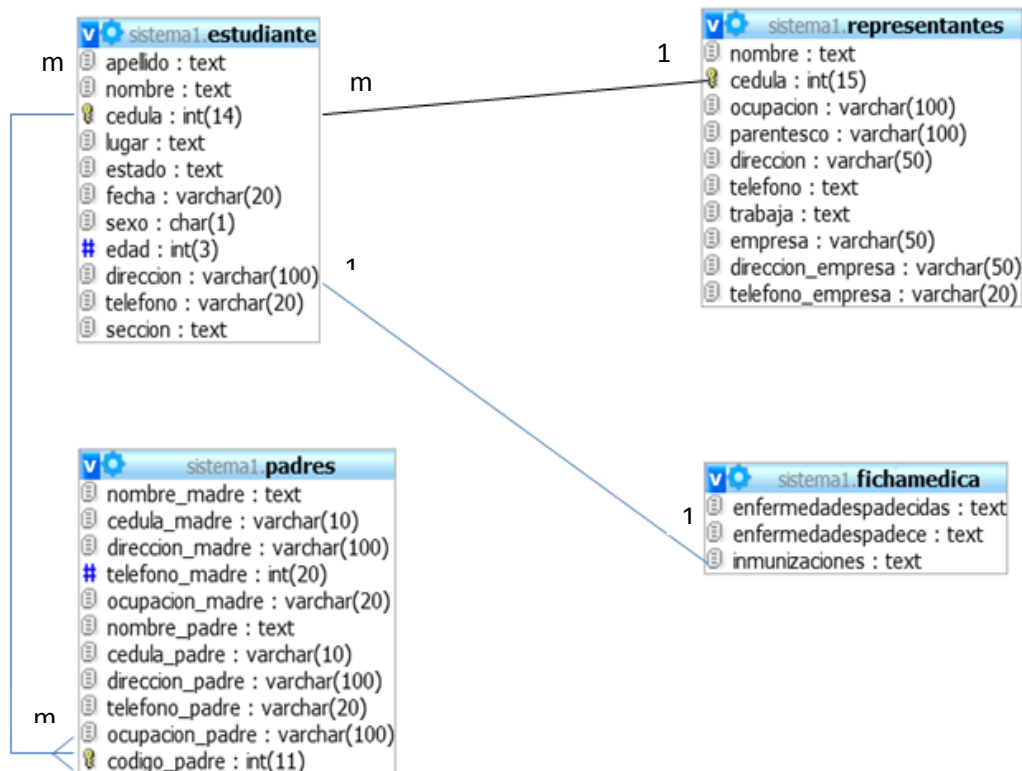 sistema1.estudiante
apellido : text
nombre : text
cedula : int(14)
lugar : text
estado : text
fecha : varchar(20)
sexo : char(1)
# edad : int(3)
direccion : varchar(100)
telefono : varchar(20)
seccion : text
m
m
1
1
sistema1.representantes
nombre : text
cedula : int(15)
ocupacion : varchar(100)
parentesco : varchar(100)
direccion : varchar(50)
telefono : text
trabaja : text
empresa : varchar(50)
direccion_empresa : varchar(50)
telefono_empresa : varchar(20)
sistema1.padres
nombre_madre : text
cedula_madre : varchar(10)
direccion_madre : varchar(100)
# telefono_madre : int(20)
ocupacion_madre : varchar(20)
nombre_padre : text
cedula_padre : varchar(10)
direccion_padre : varchar(100)
telefono_padre : varchar(20)
ocupacion_padre : varchar(100)
codigo_padre : int(11)
m
1
sistema1.fichamedica
enfermedadespadecidas : text
enfermedadespadece : text
inmunizaciones : text